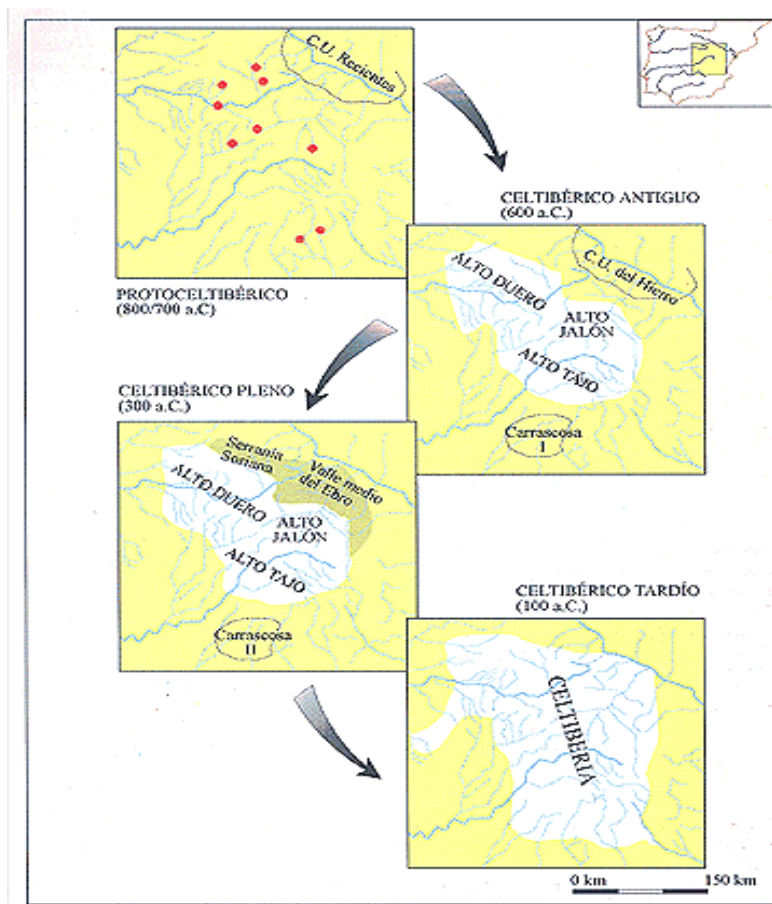 C.U. Recientes
PROTOCELTIBÉRICO
(800/700 a.C)
CELTIBÉRICO ANTIGUO
(600 a.C.)
ALTO DUERO
C.U. del Hierro
ALTO
JALÓN
ALTO TAJO
Carrascosa
I
CELTIBÉRICO PLENO
(300 a.C.)
Serranía
Soriana
Valle medio
del Ebro
ALTO DUERO
ALTO
JALÓN
ALTO TAJO
Carrascosa
II
CELTIBÉRICO TARDÍO
(100 a.C.)
CELTIBERIA
0 km 150 km